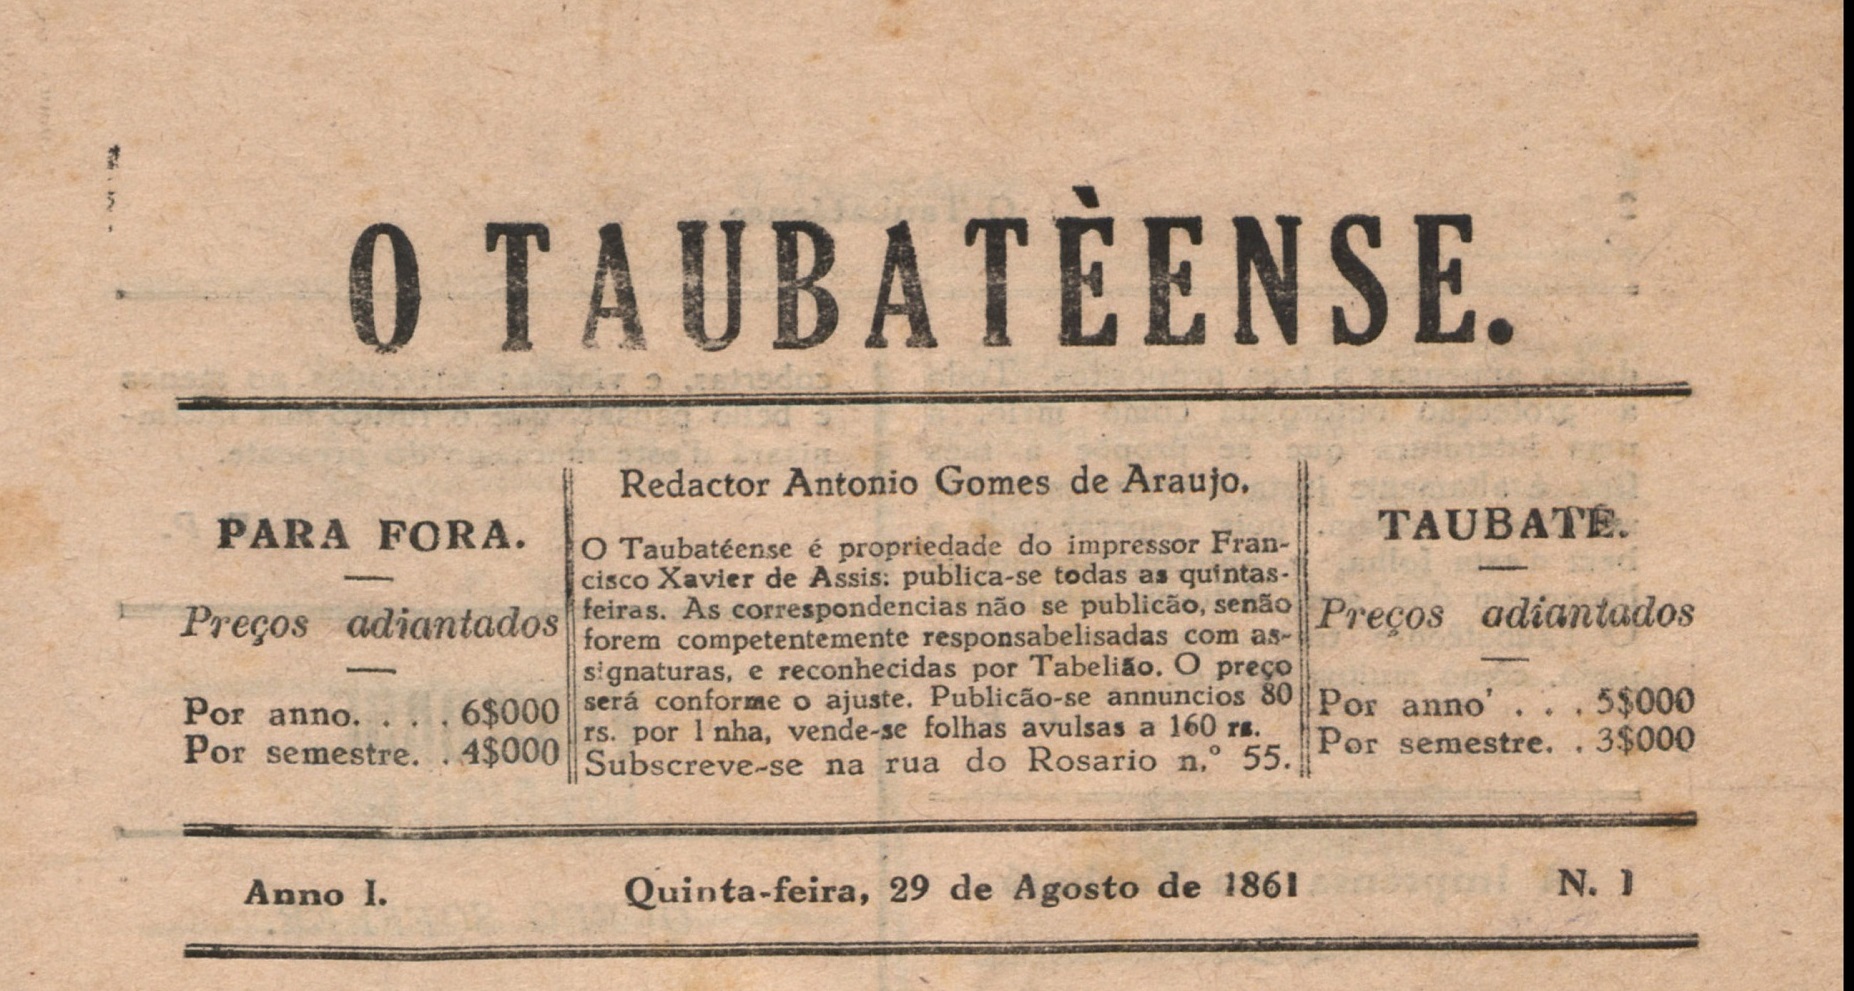 O TAUBATÈENSE.
PARA FORA.
Preços adiantados
Por anno. . . . 6$000
Por semestre. . 4$000
Redactor Antonio Gomes de Araujo.
O Taubatéense é propriedade do impressor Fran-
cisco Xavier de Assis: publica-se todas as quintas-
feiras. As correspondencias não se publicão, senão
forem competentemente responsabelisadas com as-
signaturas, e reconhecidas por Tabelião. O preço
será conforme o ajuste. Publicão-se annuncios 80
rs. por l nha, vende-se folhas avulsas a 160 rs.
Subscreve-se na rua do Rosario n.º 55.
TAUBATÉ.
Preços adiantados
Por anno' . . . 5$000
Por semestre. . 3$000
Anno I. Quinta-feira, 29 de Agosto de 1861 N. 1